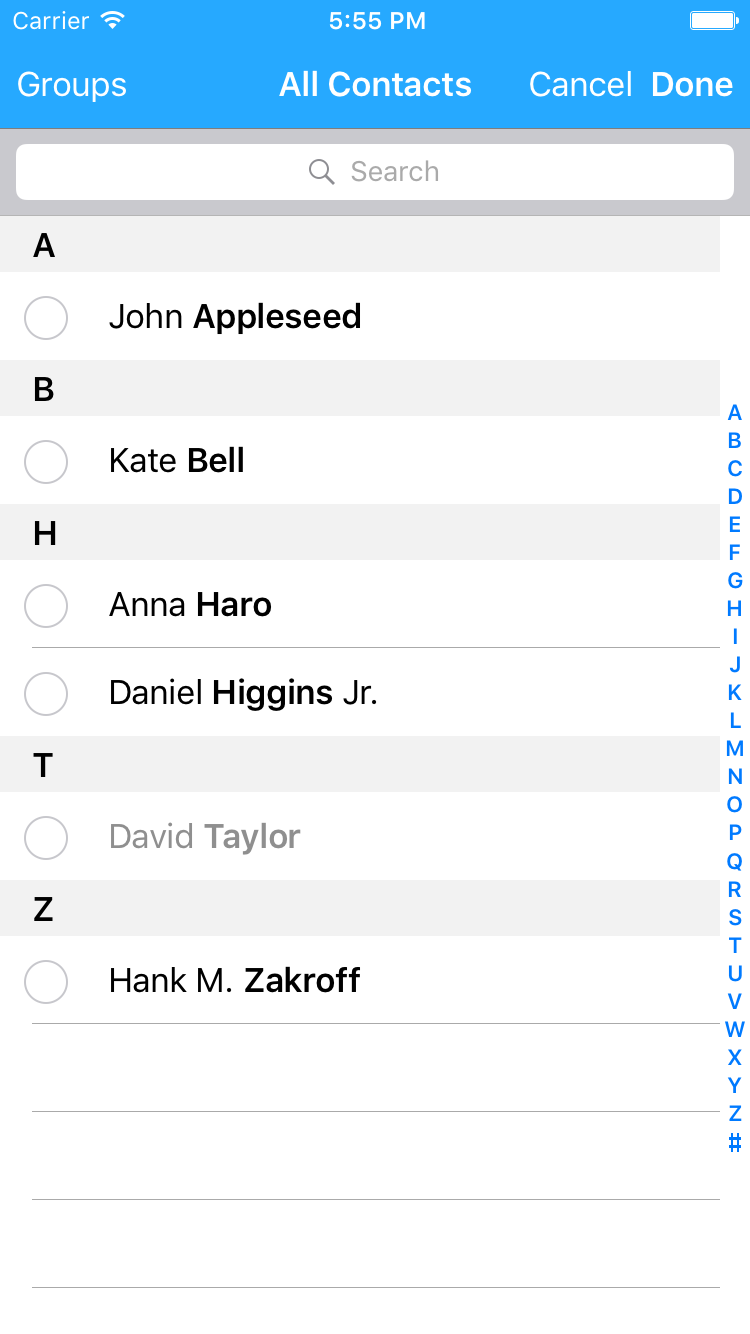 Carrier 5:55 PM
Groups All Contacts Cancel Done
Search
A
John Appleseed
B
Kate Bell
H
Anna Haro
Daniel Higgins Jr.
T
David Taylor
Z
Hank M. Zakroff
A
B
C
D
E
F
G
H
I
J
K
L
M
N
O
P
Q
R
S
T
U
V
W
X
Y
Z
#